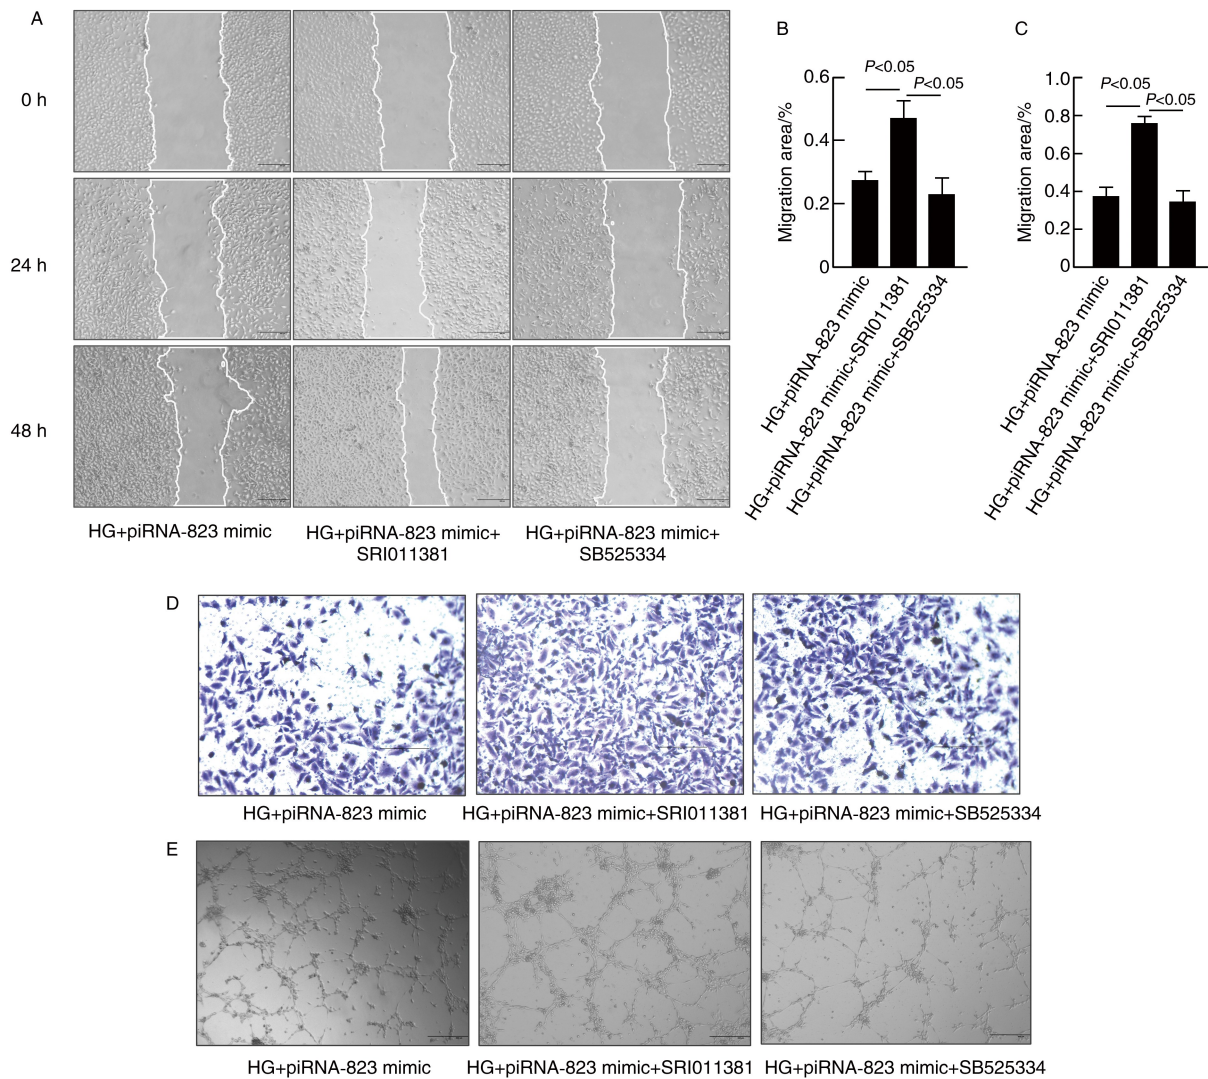 A
0 h
24 h
48 h
HG+piRNA-823 mimic
HG+piRNA-823 mimic+
SRI011381
HG+piRNA-823 mimic+
SB525334
B
Migration area/%
0.6
0.4
0.2
0
P<0.05
P<0.05
HG+piRNA-823 mimic
HG+piRNA-823 mimic+SRI011381
HG+piRNA-823 mimic+SB525334
C
Migration area/%
1.0
0.8
0.6
0.4
0.2
0
P<0.05
P<0.05
HG+piRNA-823 mimic
HG+piRNA-823 mimic+SRI011381
HG+piRNA-823 mimic+SB525334
D
HG+piRNA-823 mimic
HG+piRNA-823 mimic+SRI011381
HG+piRNA-823 mimic+SB525334
E
HG+piRNA-823 mimic
HG+piRNA-823 mimic+SRI011381
HG+piRNA-823 mimic+SB525334